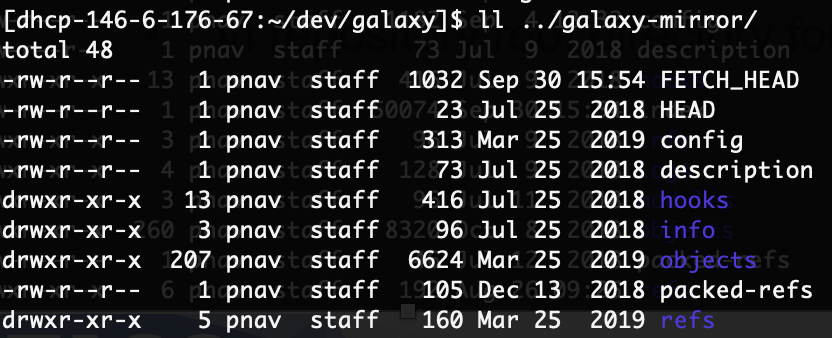 [dhcp-146-6-176-67:~/dev/galaxy]$ ll ../galaxy-mirror/
total 48
-rw-r--r-- 1 pnav staff 1032 Sep 30 15:54 FETCH_HEAD
-rw-r--r-- 1 pnav staff 23 Jul 25 2018 HEAD
-rw-r--r-- 1 pnav staff 313 Mar 25 2019 config
-rw-r--r-- 1 pnav staff 73 Jul 25 2018 description
drwxr-xr-x 13 pnav staff 416 Jul 25 2018 hooks
drwxr-xr-x 3 pnav staff 96 Jul 25 2018 info
drwxr-xr-x 207 pnav staff 6624 Mar 25 2019 objects
-rw-r--r-- 1 pnav staff 105 Dec 13 2018 packed-refs
drwxr-xr-x 5 pnav staff 160 Mar 25 2019 refs